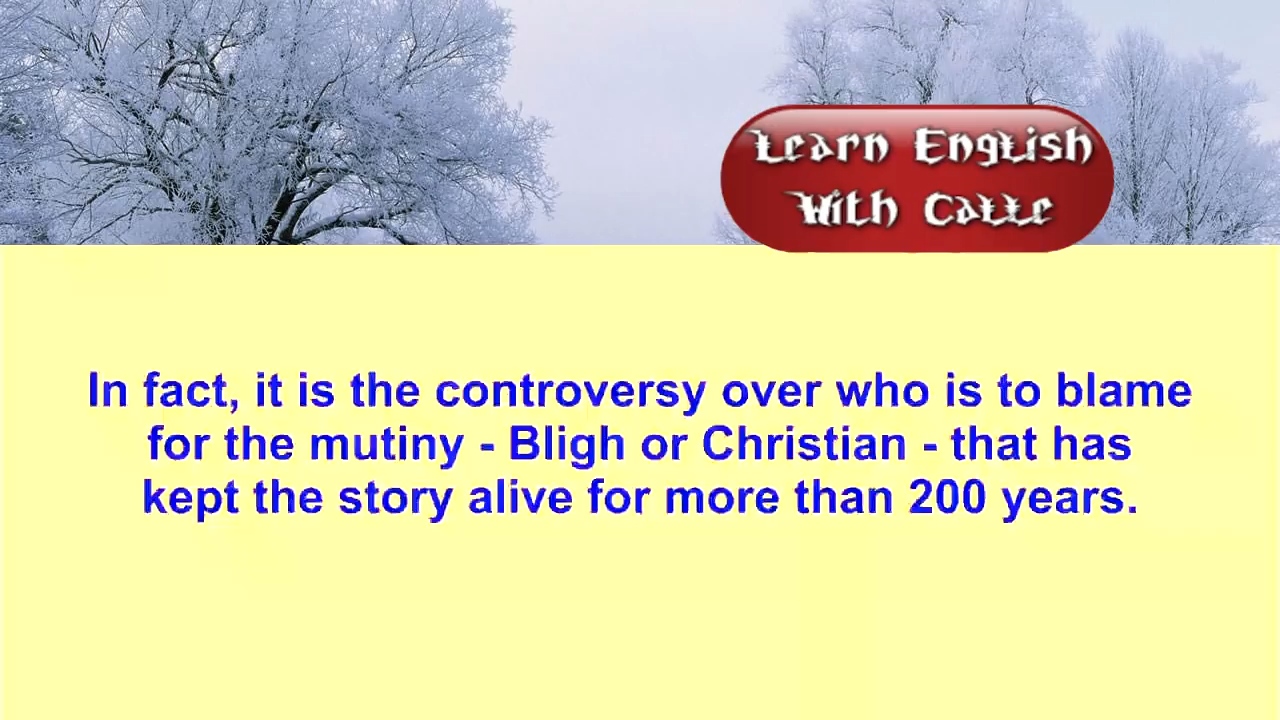 Learn English
With Catte
In fact, it is the controversy over who is to blame
for the mutiny - Bligh or Christian - that has
kept the story alive for more than 200 years.